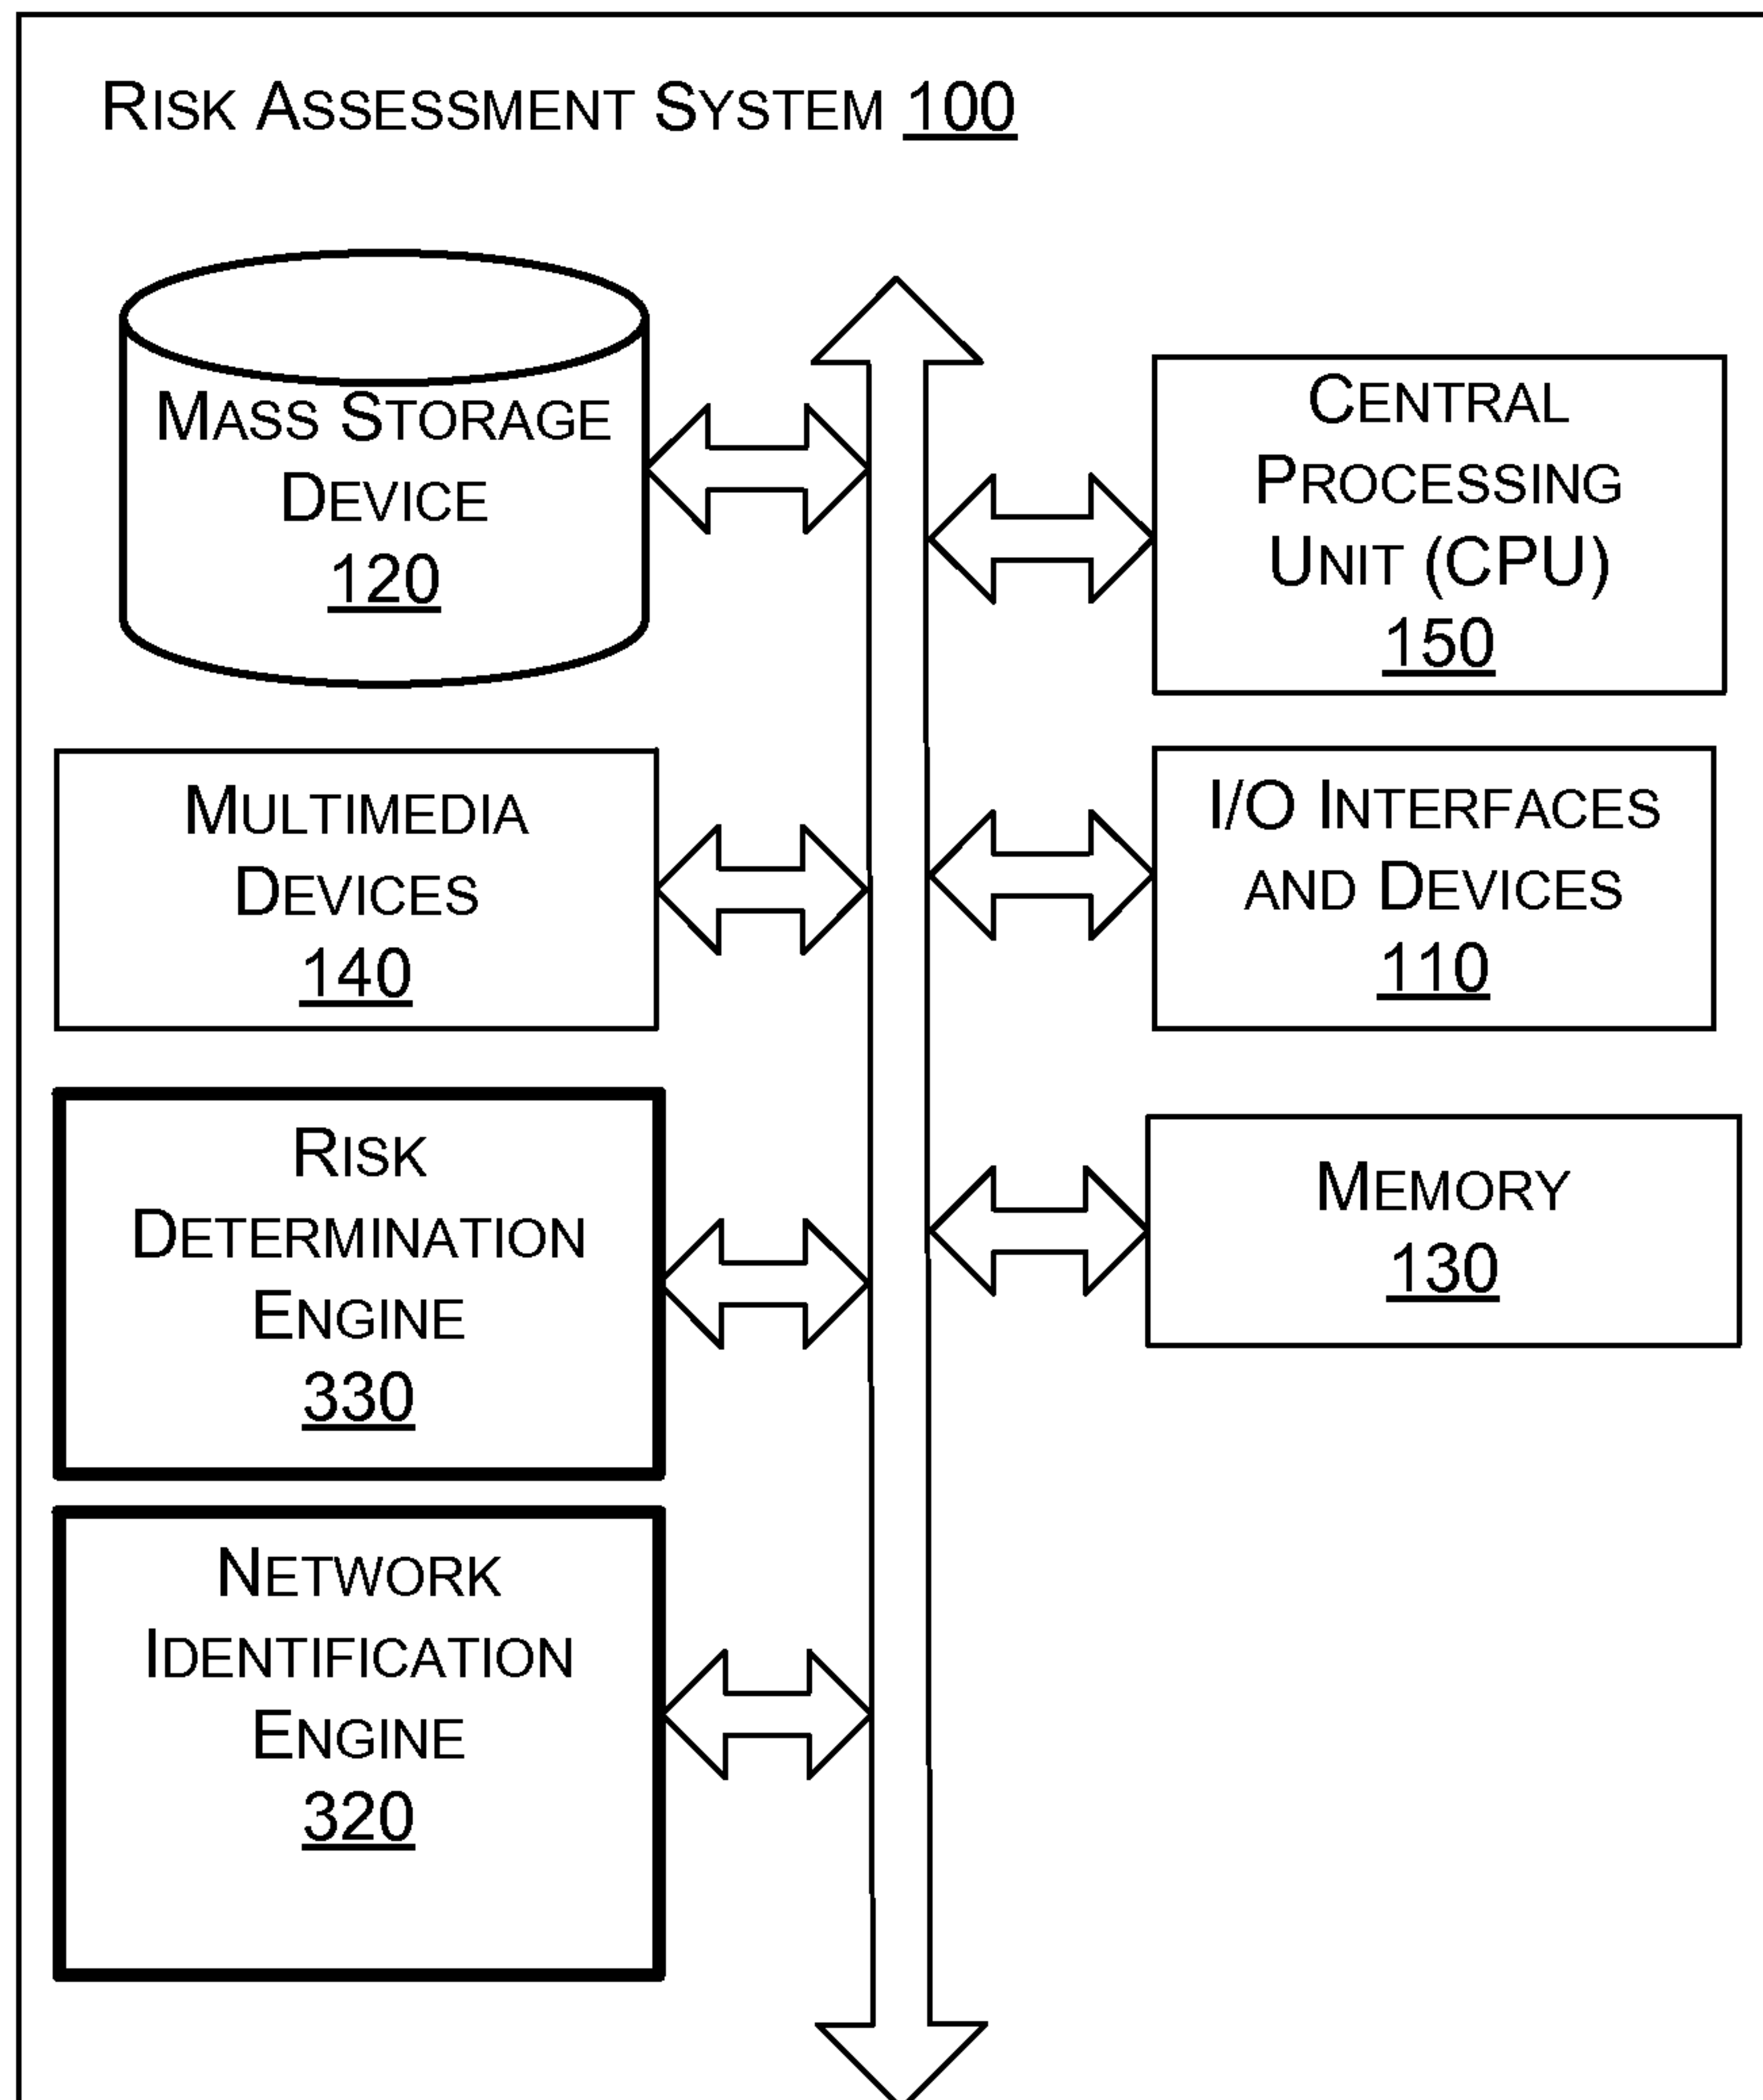 RISK ASSESSMENT SYSTEM 100
MASS STORAGE
DEVICE
120
CENTRAL
PROCESSING
UNIT (CPU)
150
MULTIMEDIA
DEVICES
140
I/O INTERFACES
AND DEVICES
110
RISK
DETERMINATION
ENGINE
330
MEMORY
130
NETWORK
IDENTIFICATION
ENGINE
320